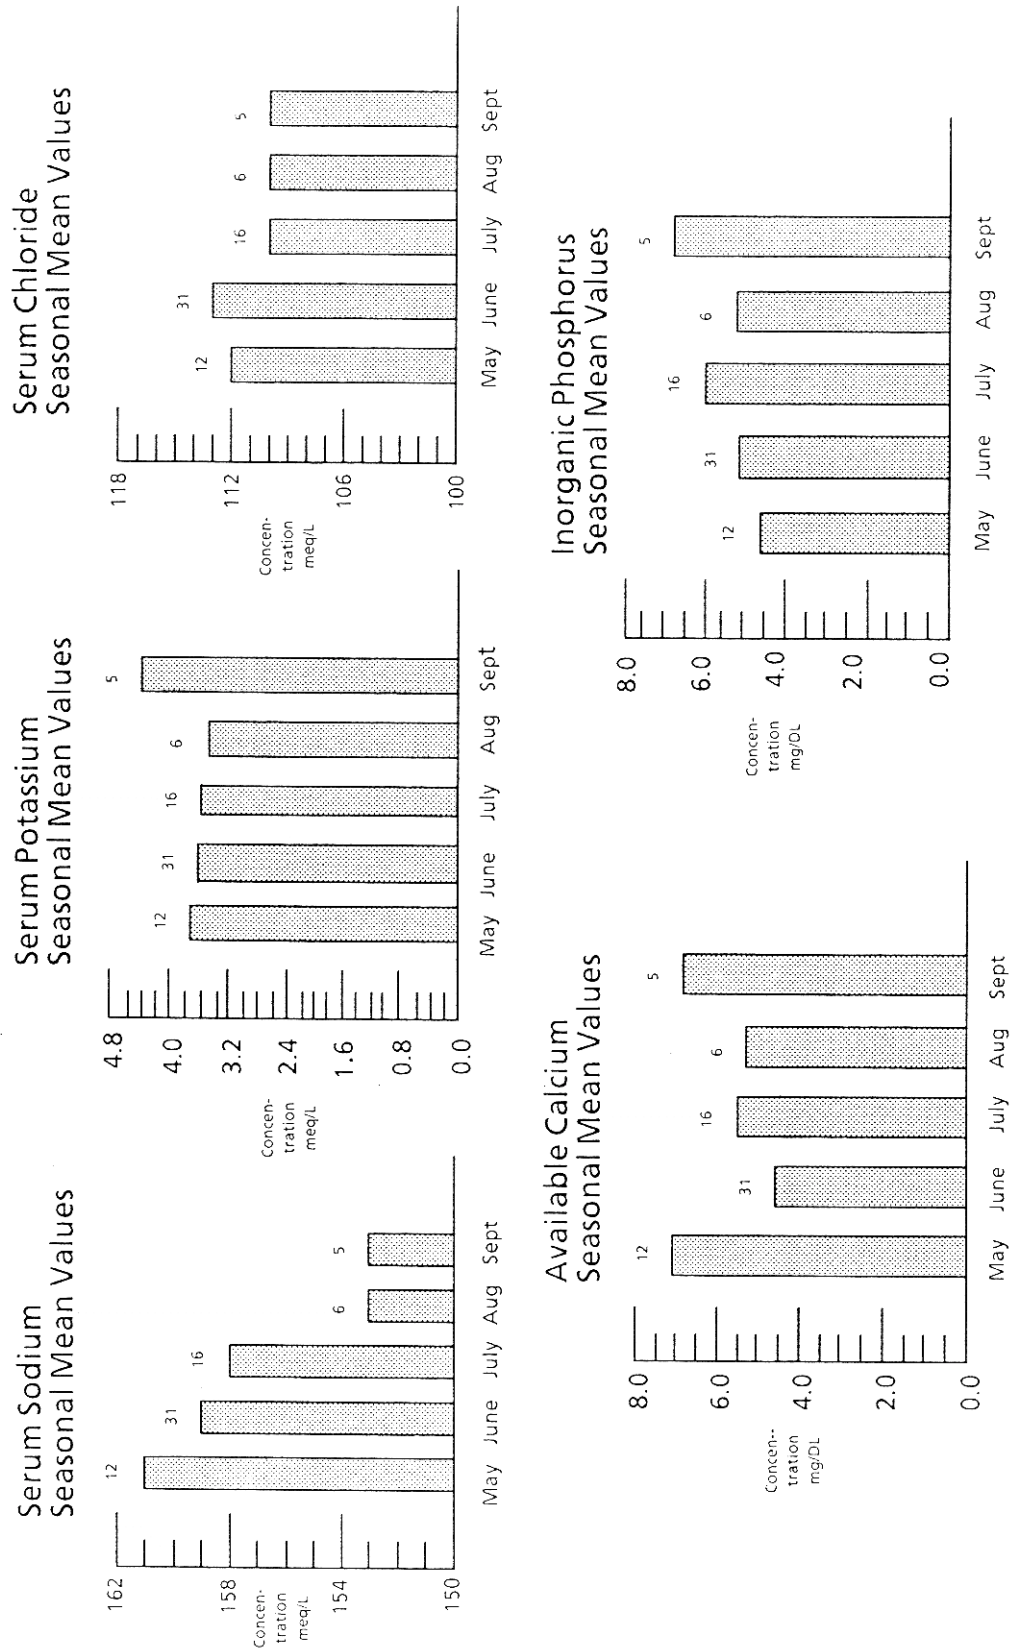 Serum Sodium
Seasonal Mean Values
162
158
154
150
Concen-
tration
meq/L
12
31
16
6
5
May June July Aug Sept
Serum Potassium
Seasonal Mean Values
4.8
4.0
3.2
2.4
1.6
0.8
0.0
Concen-
tration
meq/L
12
31
16
6
5
May June July Aug Sept
Serum Chloride
Seasonal Mean Values
118
112
106
100
Concen-
tration
meq/L
12
31
16
6
5
May June July Aug Sept
Available Calcium
Seasonal Mean Values
8.0
6.0
4.0
2.0
0.0
Concen--
tration
mg/DL
12
31
16
6
5
May June July Aug Sept
Inorganic Phosphorus
Seasonal Mean Values
8.0
6.0
4.0
2.0
0.0
Concen-
tration
mg/DL
12
31
16
6
5
May June July Aug Sept